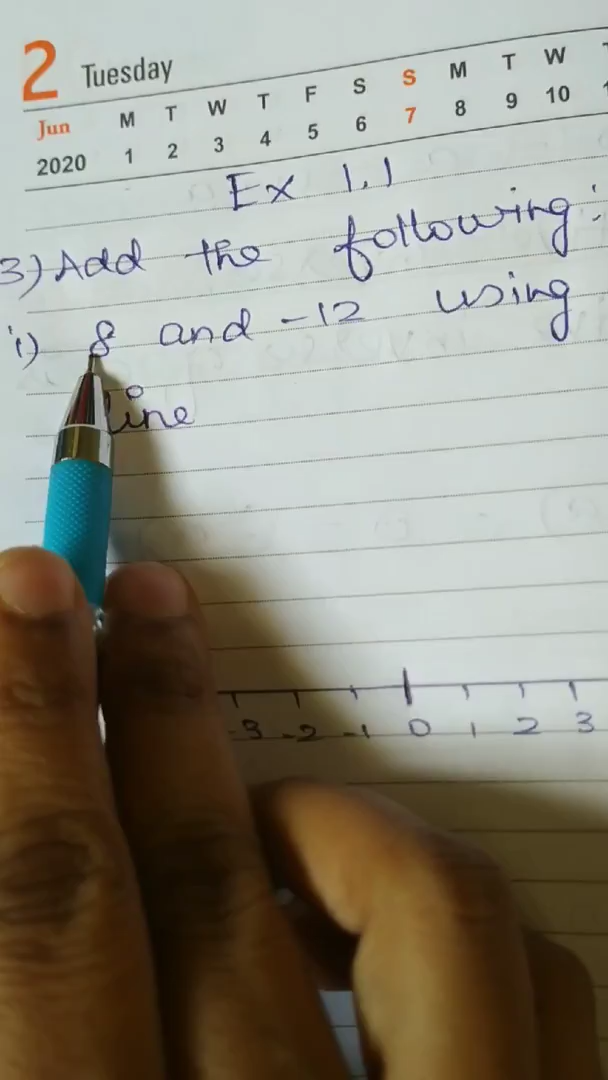 2 Tuesday
Jun M T W T F S S M T W T
2020 1 2 3 4 5 6 7 8 9 10
Ex 1.1
3) Add the following:
i) 8 and -12 using
line
-3 -2 -1 0 1 2 3